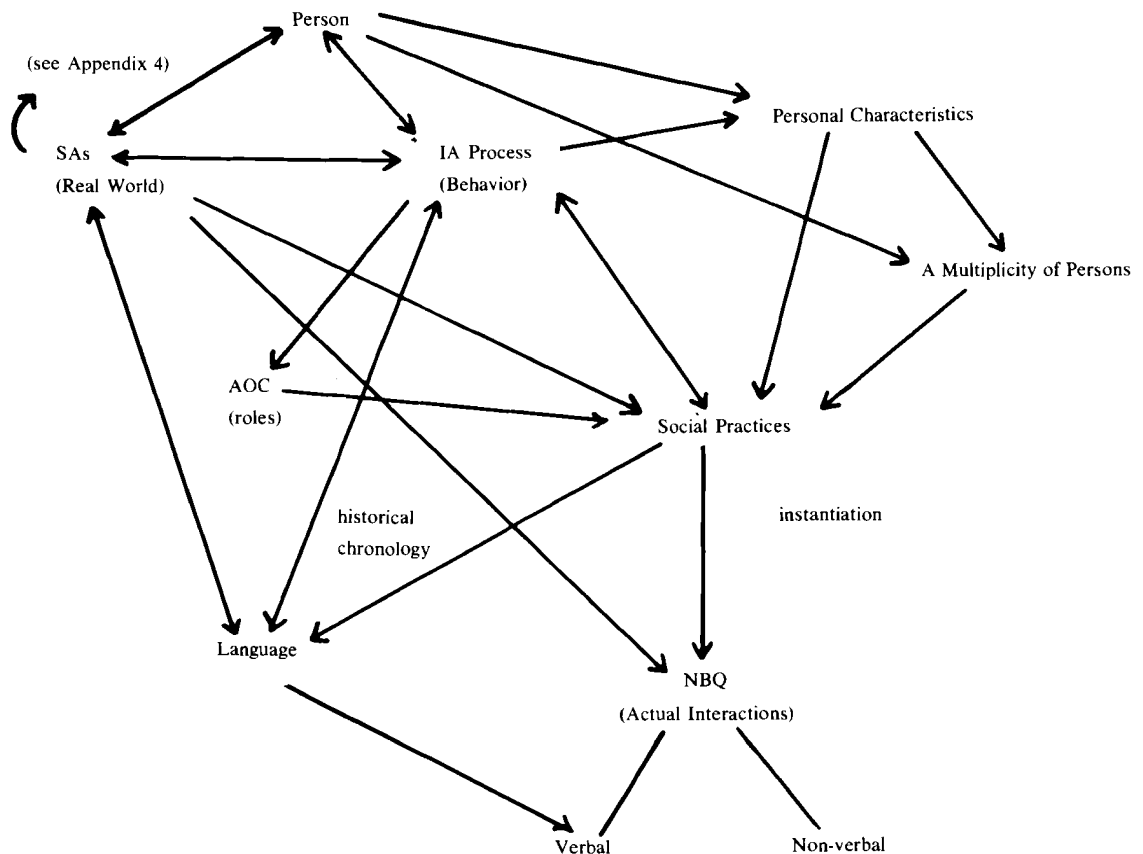 Person
(see Appendix 4)
Personal Characteristics
SAs
(Real World)
IA Process
(Behavior)
A Multiplicity of Persons
AOC
(roles)
Social Practices
historical
chronology
instantiation
Language
NBQ
(Actual Interactions)
Verbal
Non-verbal